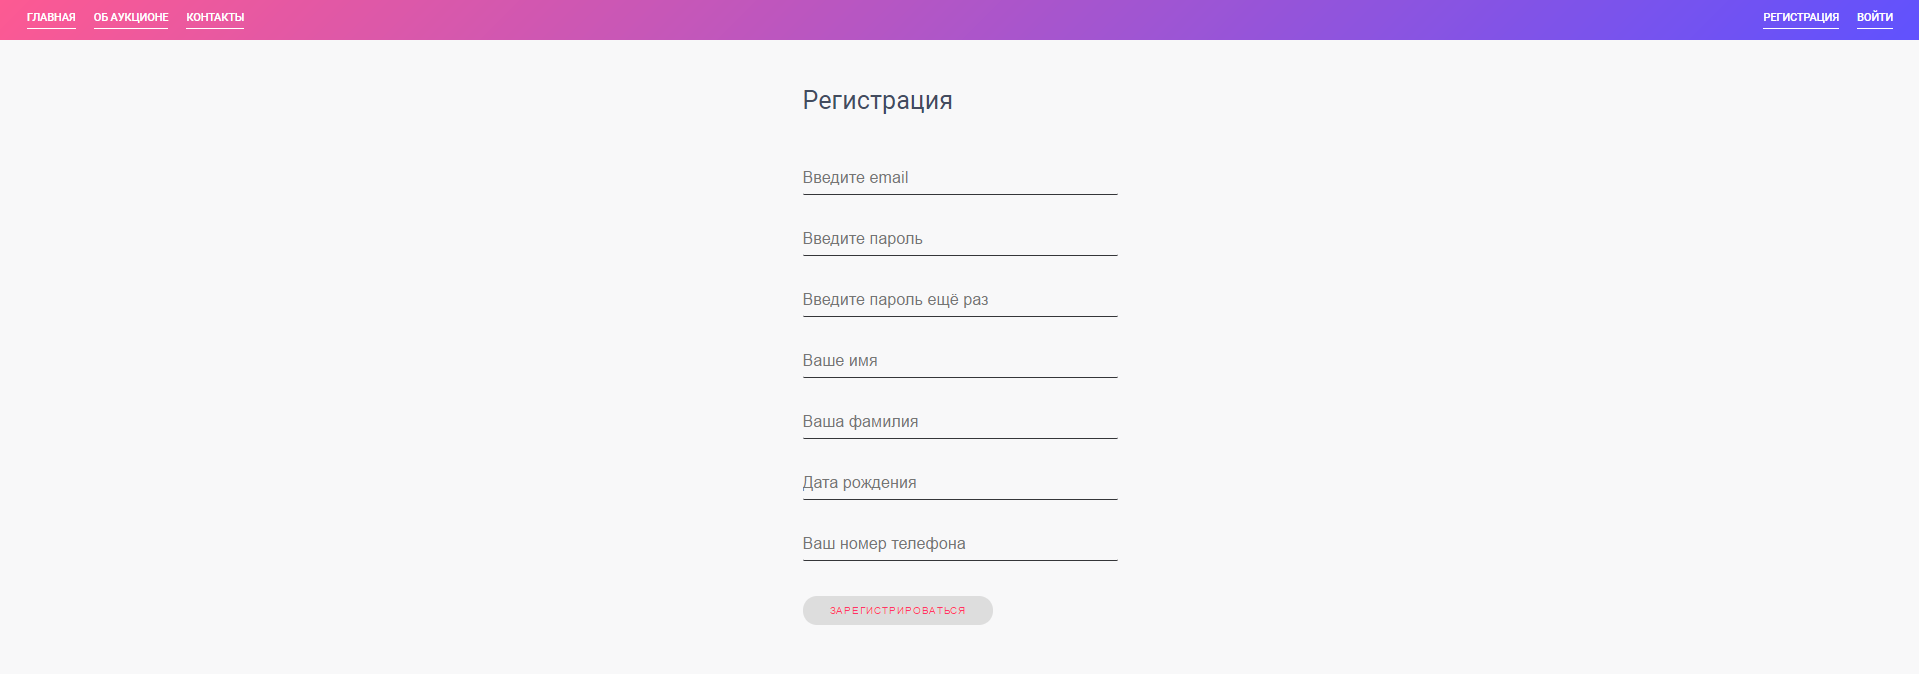 ГЛАВНАЯ ОБ АУКЦИОНЕ КОНТАКТЫ РЕГИСТРАЦИЯ ВОЙТИ
Регистрация
Введите email
Введите пароль
Введите пароль ещё раз
Ваше имя
Ваша фамилия
Дата рождения
Ваш номер телефона
ЗАРЕГИСТРИРОВАТЬСЯ